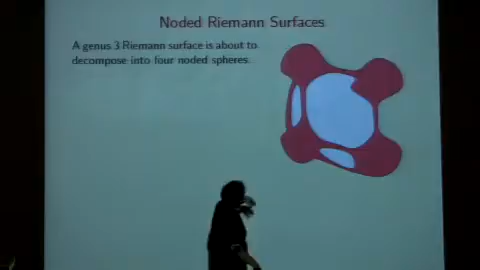 Noded Riemann Surfaces
A genus 3 Riemann surface is about to
decompose into four noded spheres.